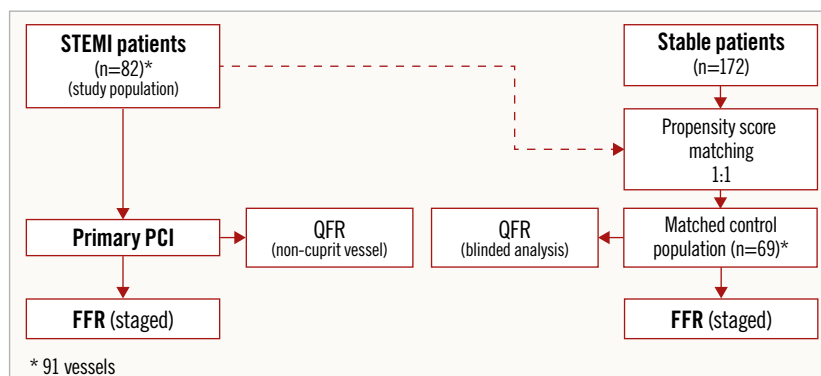 STEMI patients
(n=82)*
(study population)
Stable patients
(n=172)
Propensity score
matching
1:1
Primary PCI
QFR
(non-cuprit vessel)
QFR
(blinded analysis)
Matched control
population (n=69)*
FFR (staged)
FFR (staged)
* 91 vessels